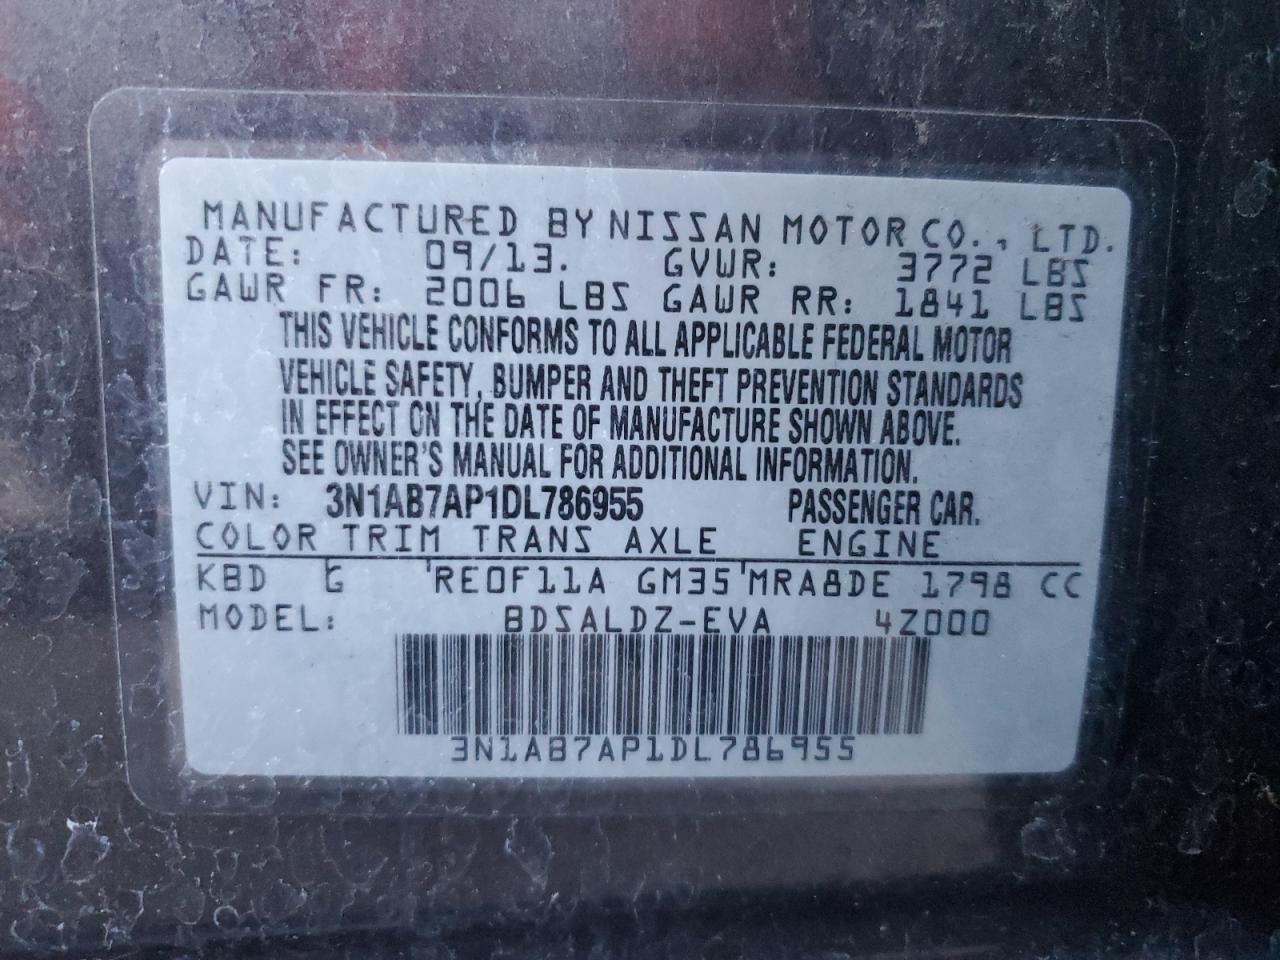 MANUFACTURED BY NISSAN MOTOR CO., LTD.
DATE: 09/13. GVWR: 3772 LBS
GAWR FR: 2006 LBS GAWR RR: 1841 LBS
THIS VEHICLE CONFORMS TO ALL APPLICABLE FEDERAL MOTOR
VEHICLE SAFETY, BUMPER AND THEFT PREVENTION STANDARDS
IN EFFECT ON THE DATE OF MANUFACTURE SHOWN ABOVE.
SEE OWNER'S MANUAL FOR ADDITIONAL INFORMATION.
VIN: 3N1AB7AP1DL786955 PASSENGER CAR.
COLOR TRIM TRANS AXLE ENGINE
KBD G 'RE0F11A GM35'MRA8DE 1798 CC
MODEL: BDSALDZ-EVA 4Z000
3N1AB7AP1DL786955